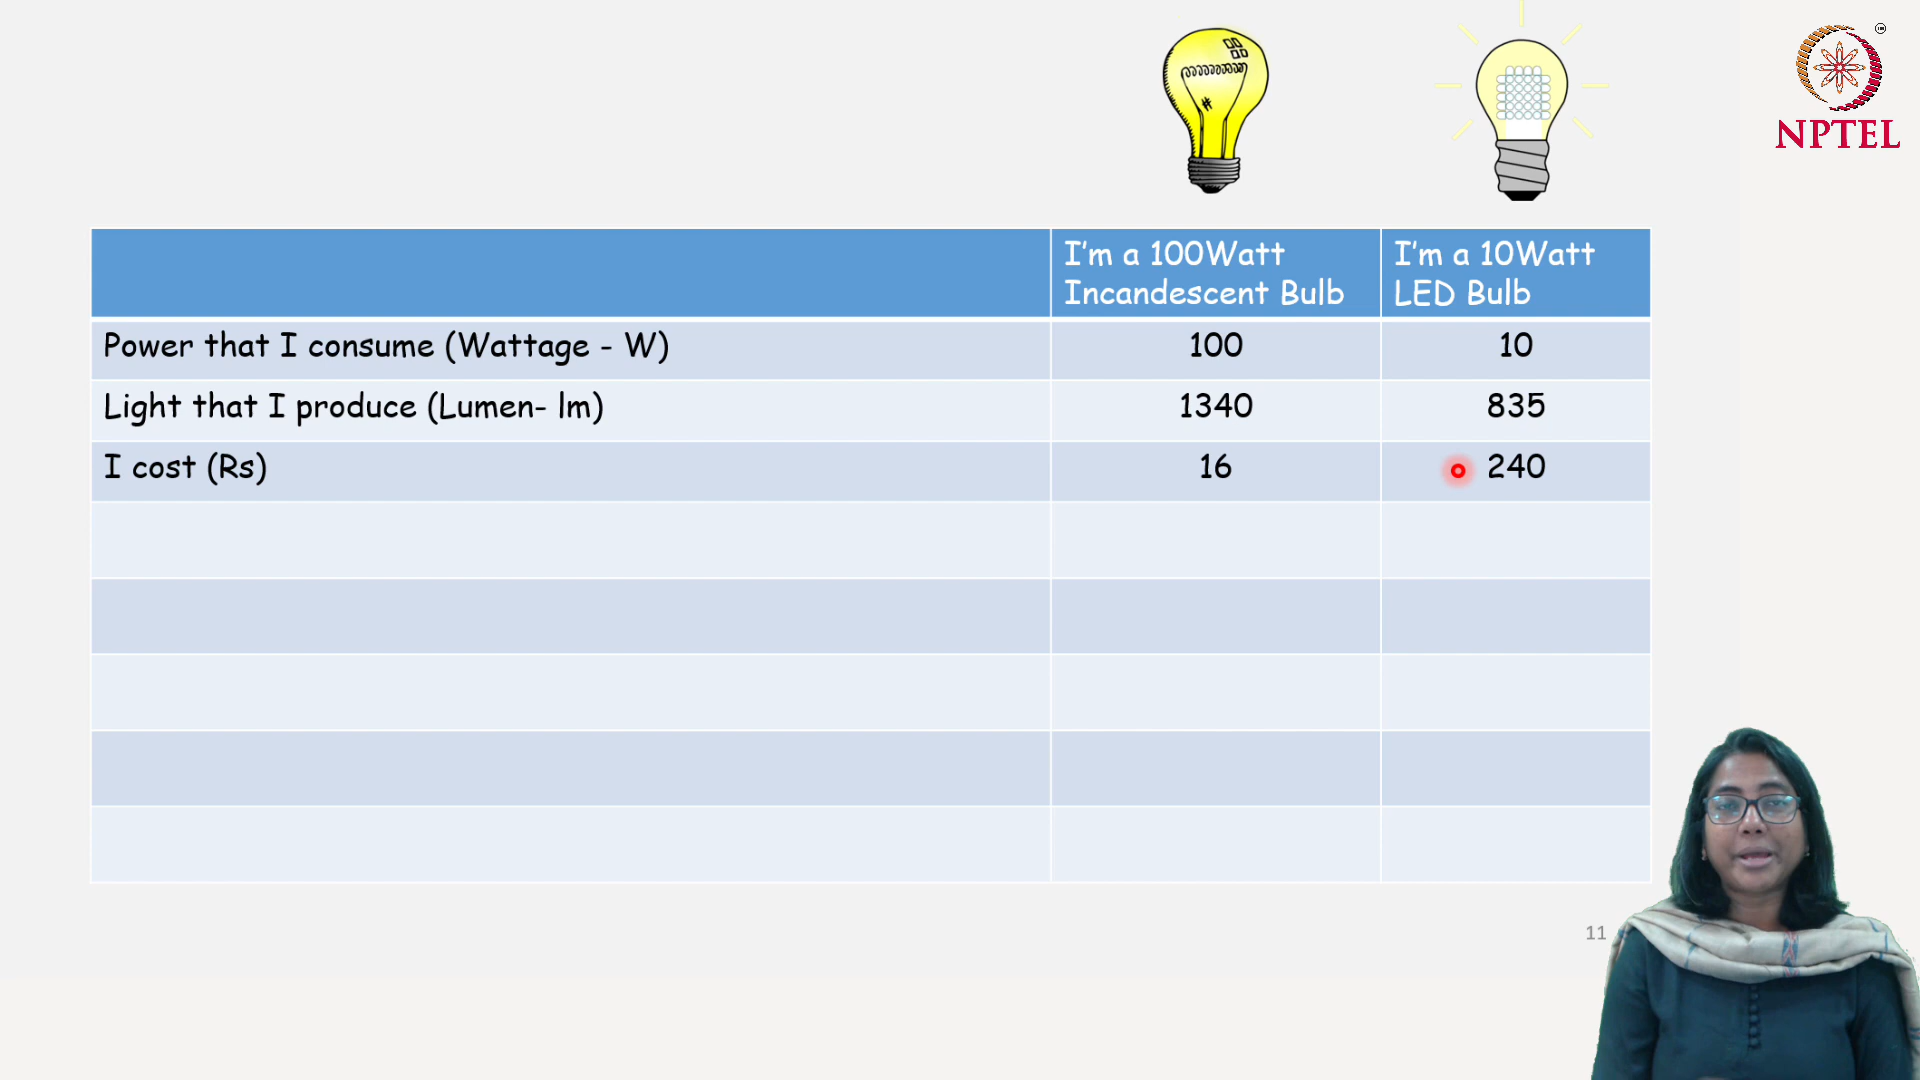 NPTEL
I'm a 100Watt
Incandescent Bulb
I'm a 10Watt
LED Bulb
Power that I consume (Wattage - W) 100 10
Light that I produce (Lumen- lm) 1340 835
I cost (Rs) 16 240
11